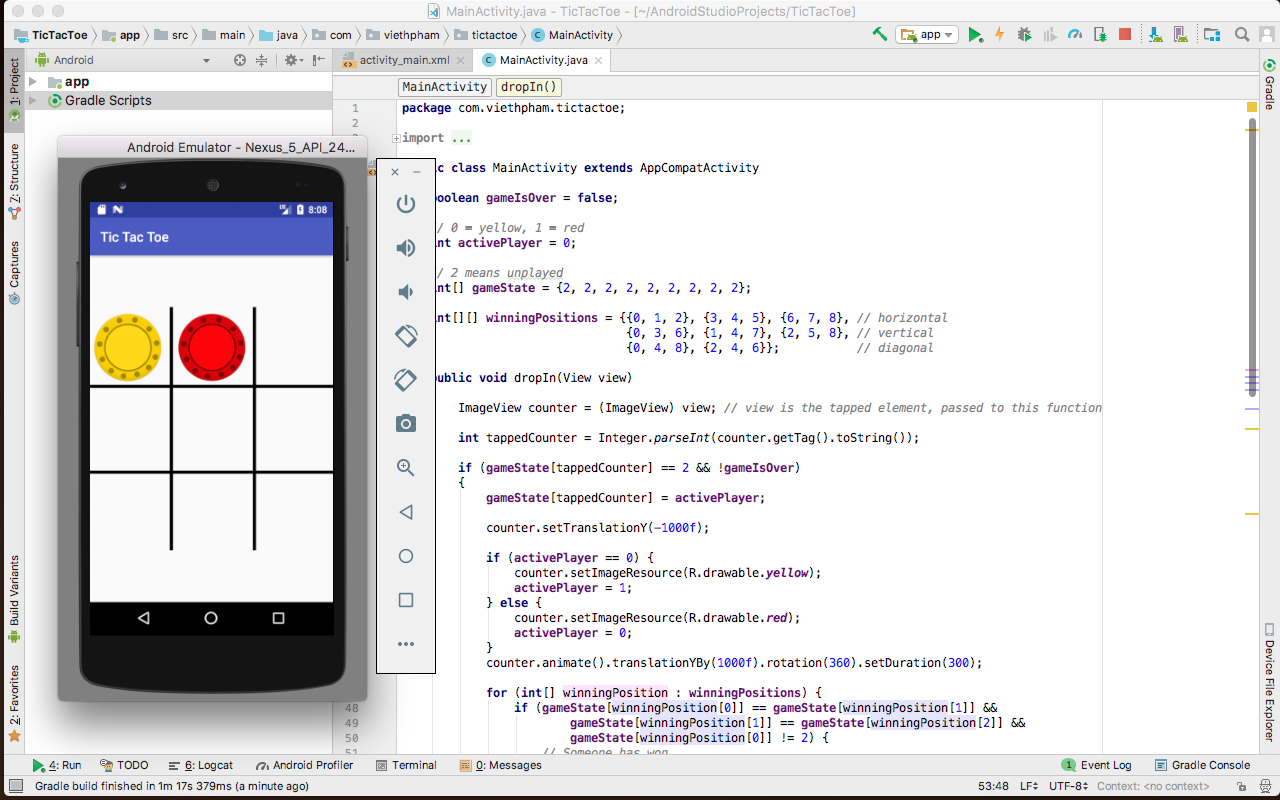 MainActivity.java - TicTacToe - [~/AndroidStudioProjects/TicTacToe]
TicTacToe app src main java com viethpham tictactoe MainActivity app
1: Project
Android
activity_main.xml
MainActivity.java
Gradle
app
Gradle Scripts
MainActivity
dropIn()
1 package com.viethpham.tictactoe;
2
import ...
Android Emulator - Nexus_5_API_24...
c class MainActivity extends AppCompatActivity
oolean gameIsOver = false;
/ 0 = yellow, 1 = red
nt activePlayer = 0;
/ 2 means unplayed
nt[] gameState = {2, 2, 2, 2, 2, 2, 2, 2, 2};
nt[][] winningPositions = {{0, 1, 2}, {3, 4, 5}, {6, 7, 8}, // horizontal
{0, 3, 6}, {1, 4, 7}, {2, 5, 8}, // vertical
{0, 4, 8}, {2, 4, 6}}; // diagonal
public void dropIn(View view)
ImageView counter = (ImageView) view; // view is the tapped element, passed to this function
int tappedCounter = Integer.parseInt(counter.getTag().toString());
if (gameState[tappedCounter] == 2 && !gameIsOver)
{
gameState[tappedCounter] = activePlayer;
counter.setTranslationY(-1000f);
if (activePlayer == 0) {
counter.setImageResource(R.drawable.yellow);
activePlayer = 1;
} else {
counter.setImageResource(R.drawable.red);
activePlayer = 0;
}
counter.animate().translationYBy(1000f).rotation(360).setDuration(300);
for (int[] winningPosition : winningPositions) {
48 if (gameState[winningPosition[0]] == gameState[winningPosition[1]] &&
49 gameState[winningPosition[1]] == gameState[winningPosition[2]] &&
50 gameState[winningPosition[0]] != 2) {
51 // Someone has won
8:08
Tic Tac Toe
7: Structure
Captures
Build Variants
2: Favorites
Device File Explorer
4: Run TODO 6: Logcat Android Profiler Terminal 0: Messages 1 Event Log Gradle Console
Gradle build finished in 1m 17s 379ms (a minute ago) 53:48 LF UTF-8 Context: <no context>